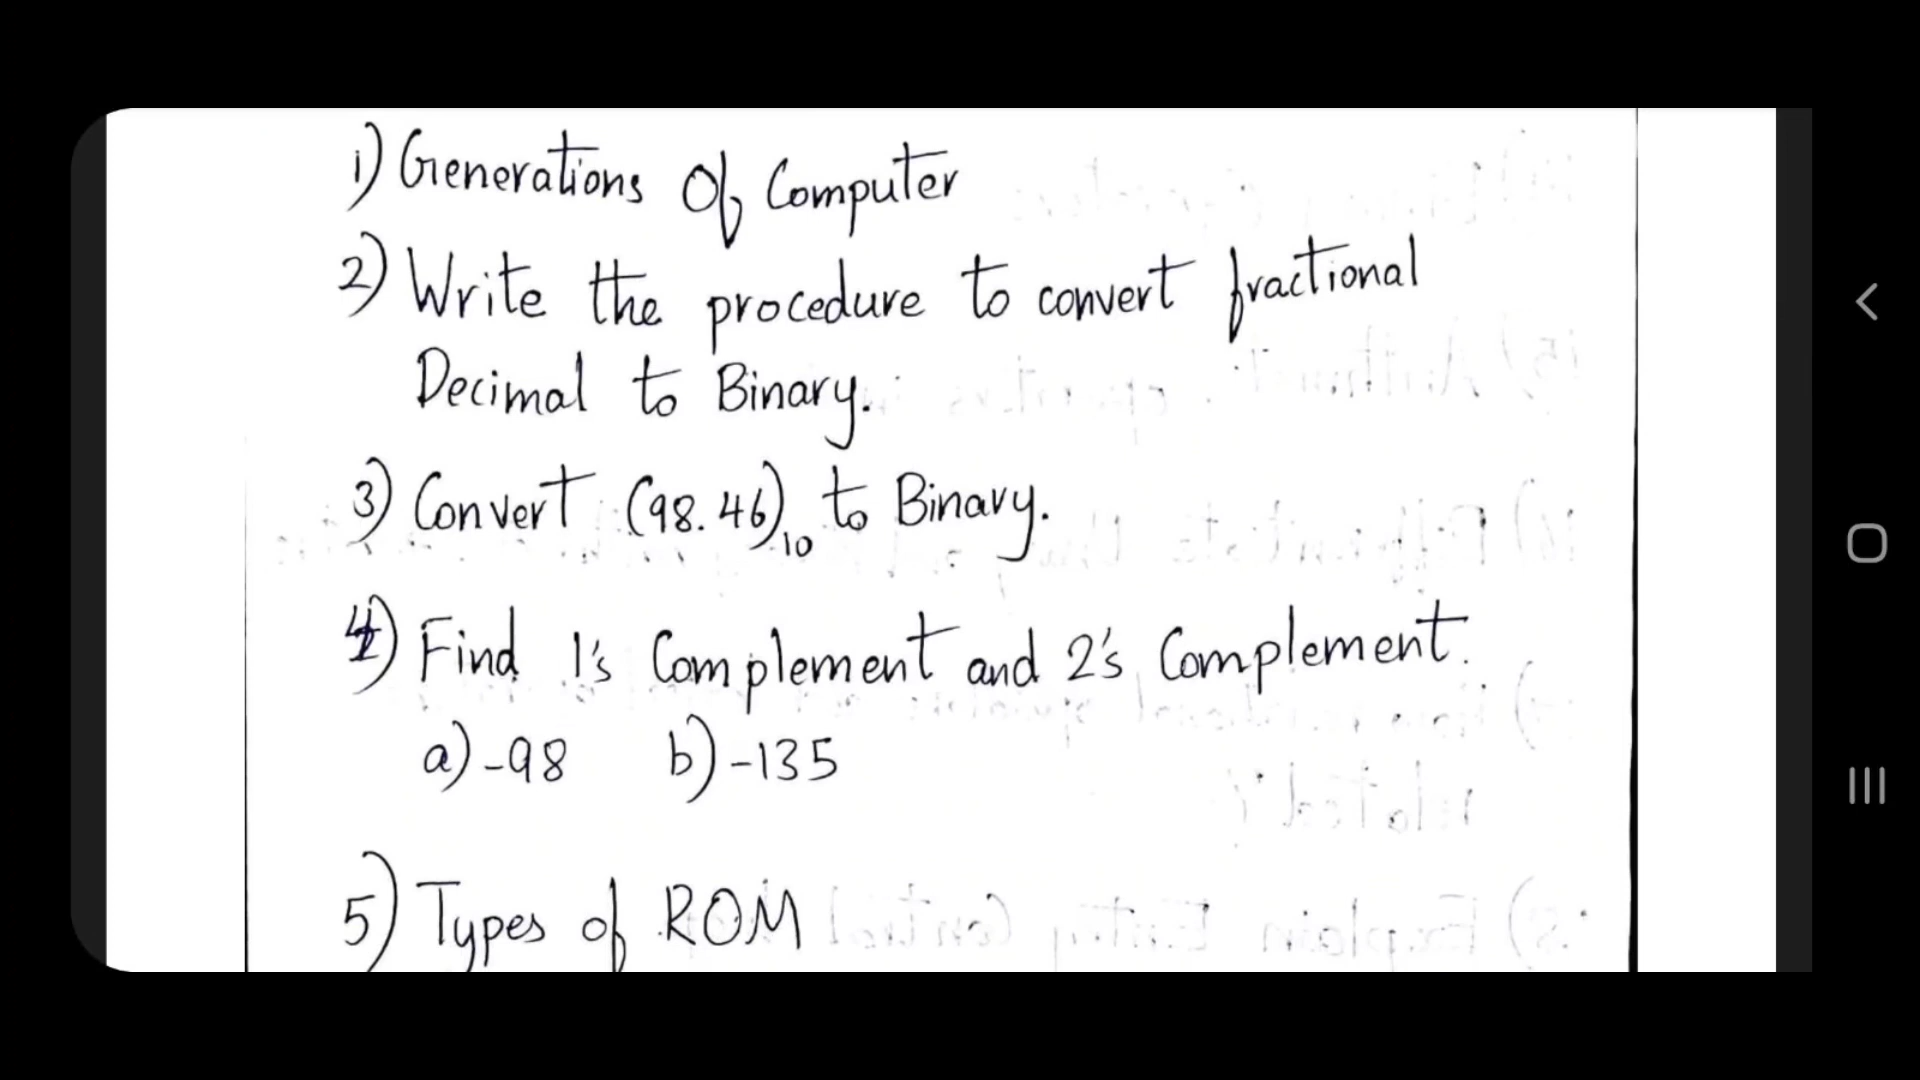 1) Generations Of Computer
2) Write the procedure to convert fractional
Decimal to Binary.
3) Convert (98.46)10 to Binary.
4) Find 1's Complement and 2's Complement.
a) -98 b) -135
5) Types of ROM